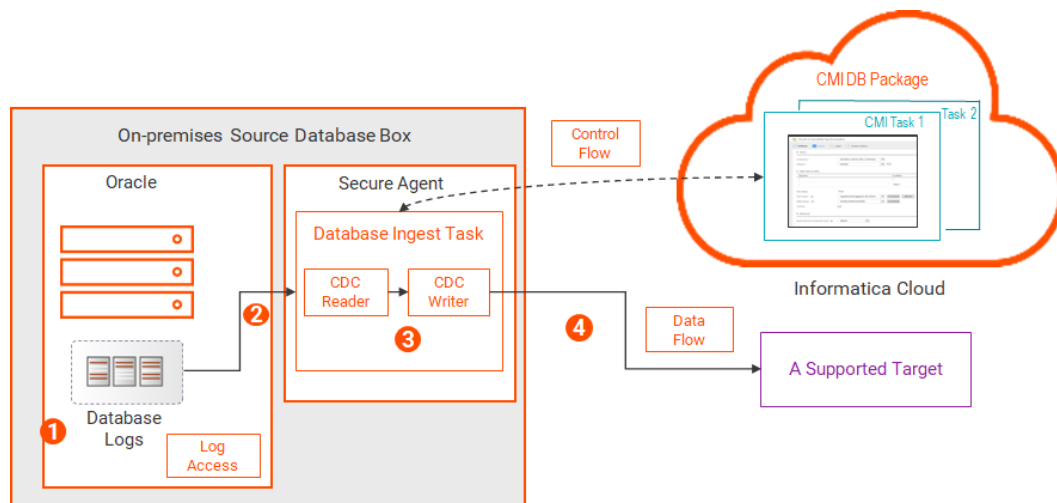 CMI DB Package
Task 2
CMI Task 1
On-premises Source Database Box
Control
Flow
Oracle
Secure Agent
Database Ingest Task
CDC
Reader
CDC
Writer
Informatica Cloud
2
3
4
Data
Flow
A Supported Target
Database
Logs
1
Log
Access